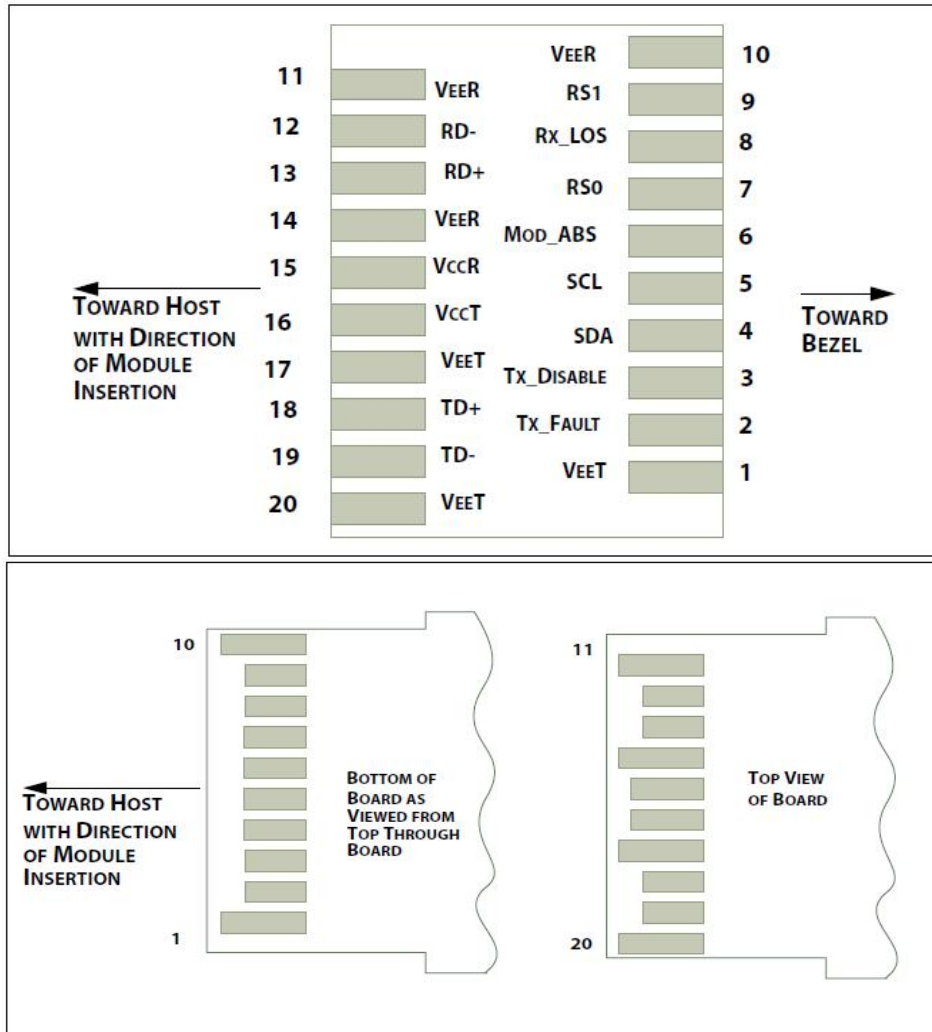 11
VEER
12
RD-
13
RD+
14
VEER
15
VCCR
16
VCCT
17
VEET
18
TD+
19
TD-
20
VEET
VEER
10
RS1
9
RX_LOS
8
RS0
7
MOD_ABS
6
SCL
5
SDA
4
TX_DISABLE
3
TX_FAULT
2
VEET
1
TOWARD HOST
WITH DIRECTION
OF MODULE
INSERTION
TOWARD
BEZEL
10
1
TOWARD HOST
WITH DIRECTION
OF MODULE
INSERTION
BOTTOM OF
BOARD AS
VIEWED FROM
TOP THROUGH
BOARD
11
20
TOP VIEW
OF BOARD